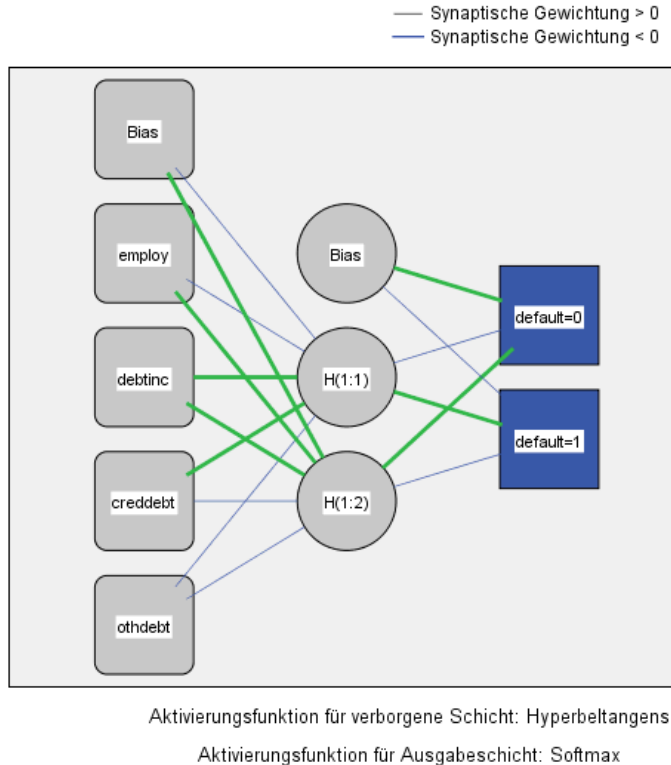 Synaptische Gewichtung > 0
Synaptische Gewichtung < 0
Bias
employ
Bias
default=0
debtinc
H(1:1)
default=1
creddebt
H(1:2)
othdebt
Aktivierungsfunktion für verborgene Schicht: Hyperbeltangens
Aktivierungsfunktion für Ausgabeschicht: Softmax